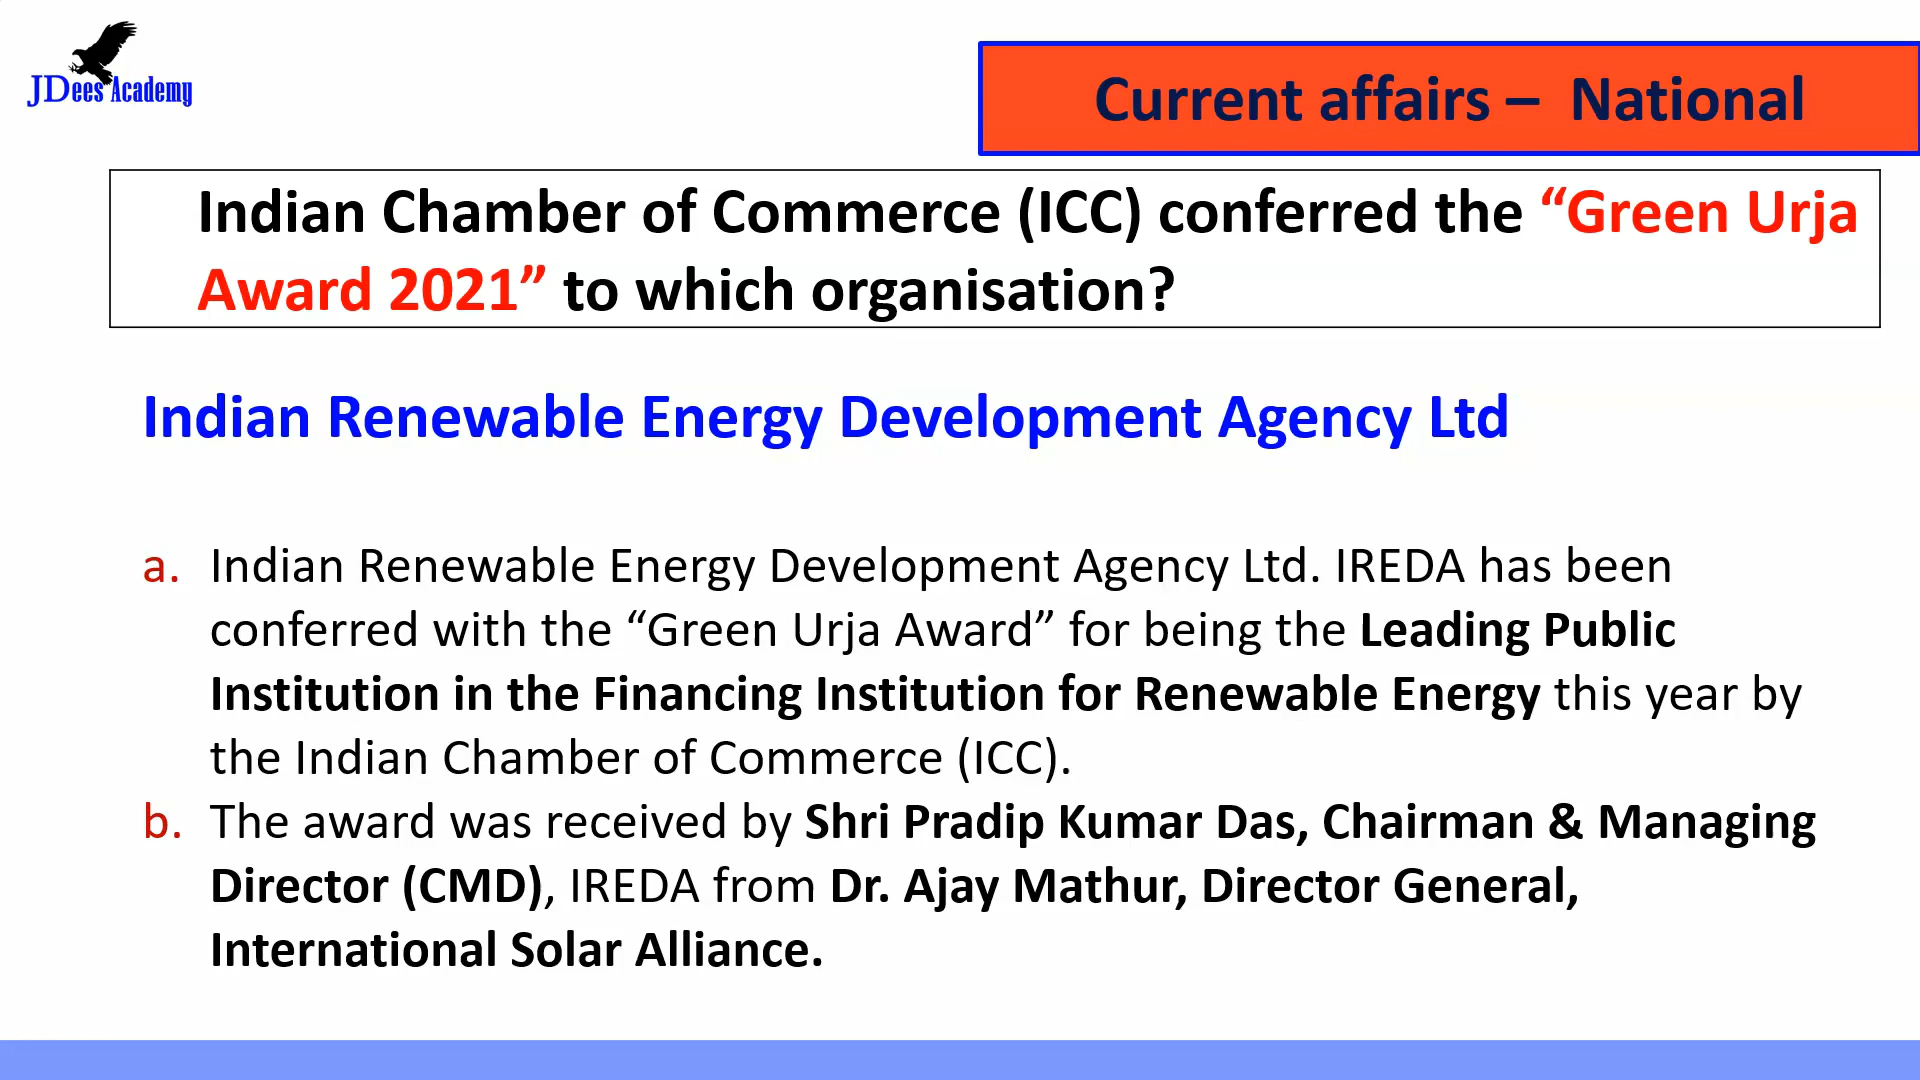 JDees Academy
Current affairs – National
Indian Chamber of Commerce (ICC) conferred the “Green Urja
Award 2021” to which organisation?
Indian Renewable Energy Development Agency Ltd
a. Indian Renewable Energy Development Agency Ltd. IREDA has been
conferred with the “Green Urja Award” for being the Leading Public
Institution in the Financing Institution for Renewable Energy this year by
the Indian Chamber of Commerce (ICC).
b. The award was received by Shri Pradip Kumar Das, Chairman & Managing
Director (CMD), IREDA from Dr. Ajay Mathur, Director General,
International Solar Alliance.